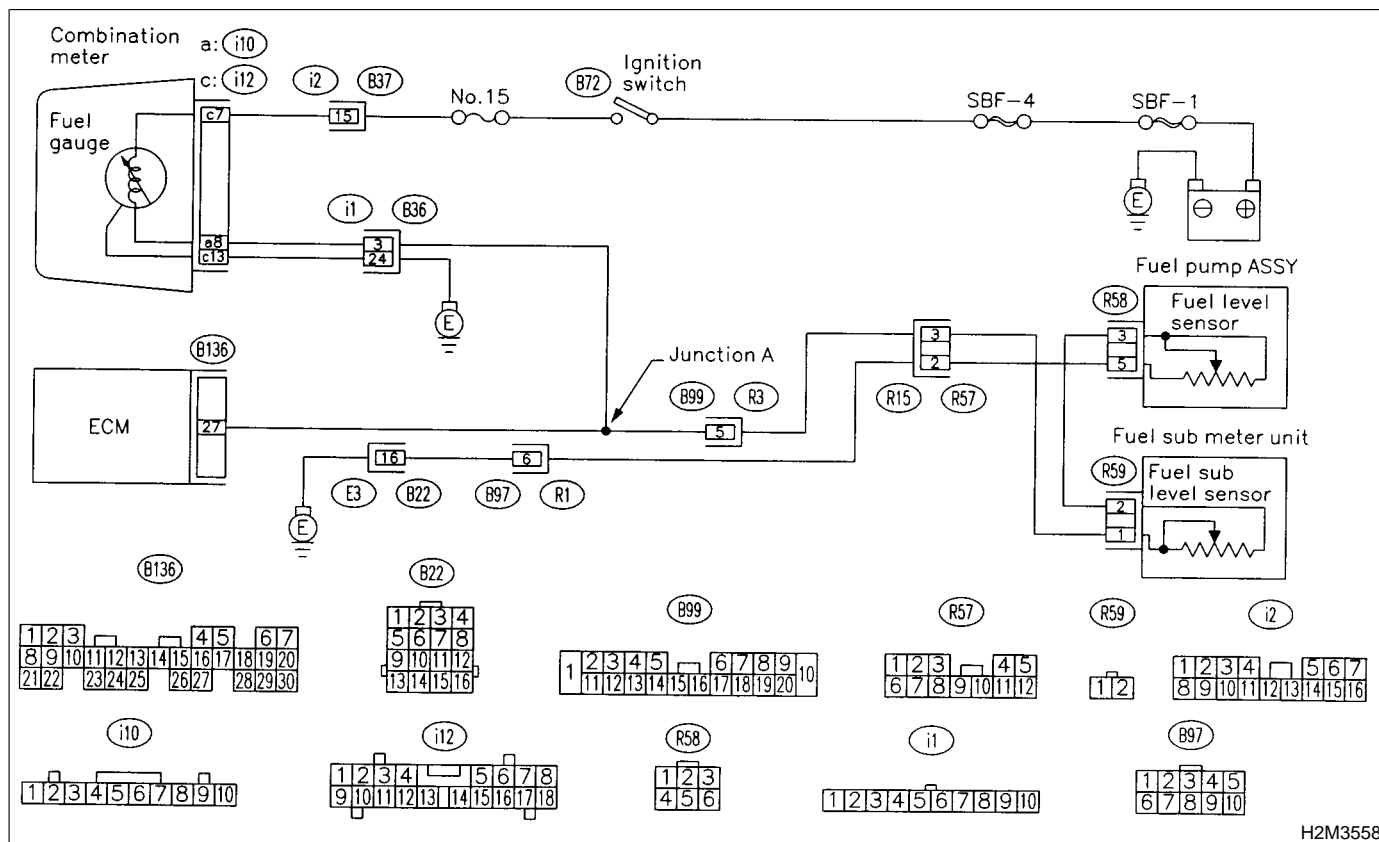 Combination meter
a: i10
c: i12
i2
B37
No.15
B72
Ignition switch
SBF-4
SBF-1
Fuel gauge
c7
15
E
i1
B36
a8
c13
3
24
E
Fuel pump ASSY
R58
Fuel level sensor
3
5
B136
ECM
27
Junction A
B99
R3
5
R15
R57
3
2
Fuel sub meter unit
R59
Fuel sub level sensor
2
1
E
16
E3
B22
6
B97
R1
B136
1 2 3 4 5 6 7
8 9 10 11 12 13 14 15 16 17 18 19 20
21 22 23 24 25 26 27 28 29 30
B22
1 2 3 4
5 6 7 8
9 10 11 12
13 14 15 16
B99
1 2 3 4 5 6 7 8 9 10
11 12 13 14 15 16 17 18 19 20
R57
1 2 3 4 5
6 7 8 9 10 11 12
R59
1 2
i2
1 2 3 4 5 6 7
8 9 10 11 12 13 14 15 16
i10
1 2 3 4 5 6 7 8 9 10
i12
1 2 3 4 5 6 7 8
9 10 11 12 13 14 15 16 17 18
R58
1 2 3
4 5 6
i1
1 2 3 4 5 6 7 8 9 10
B97
1 2 3 4 5
6 7 8 9 10
H2M3558